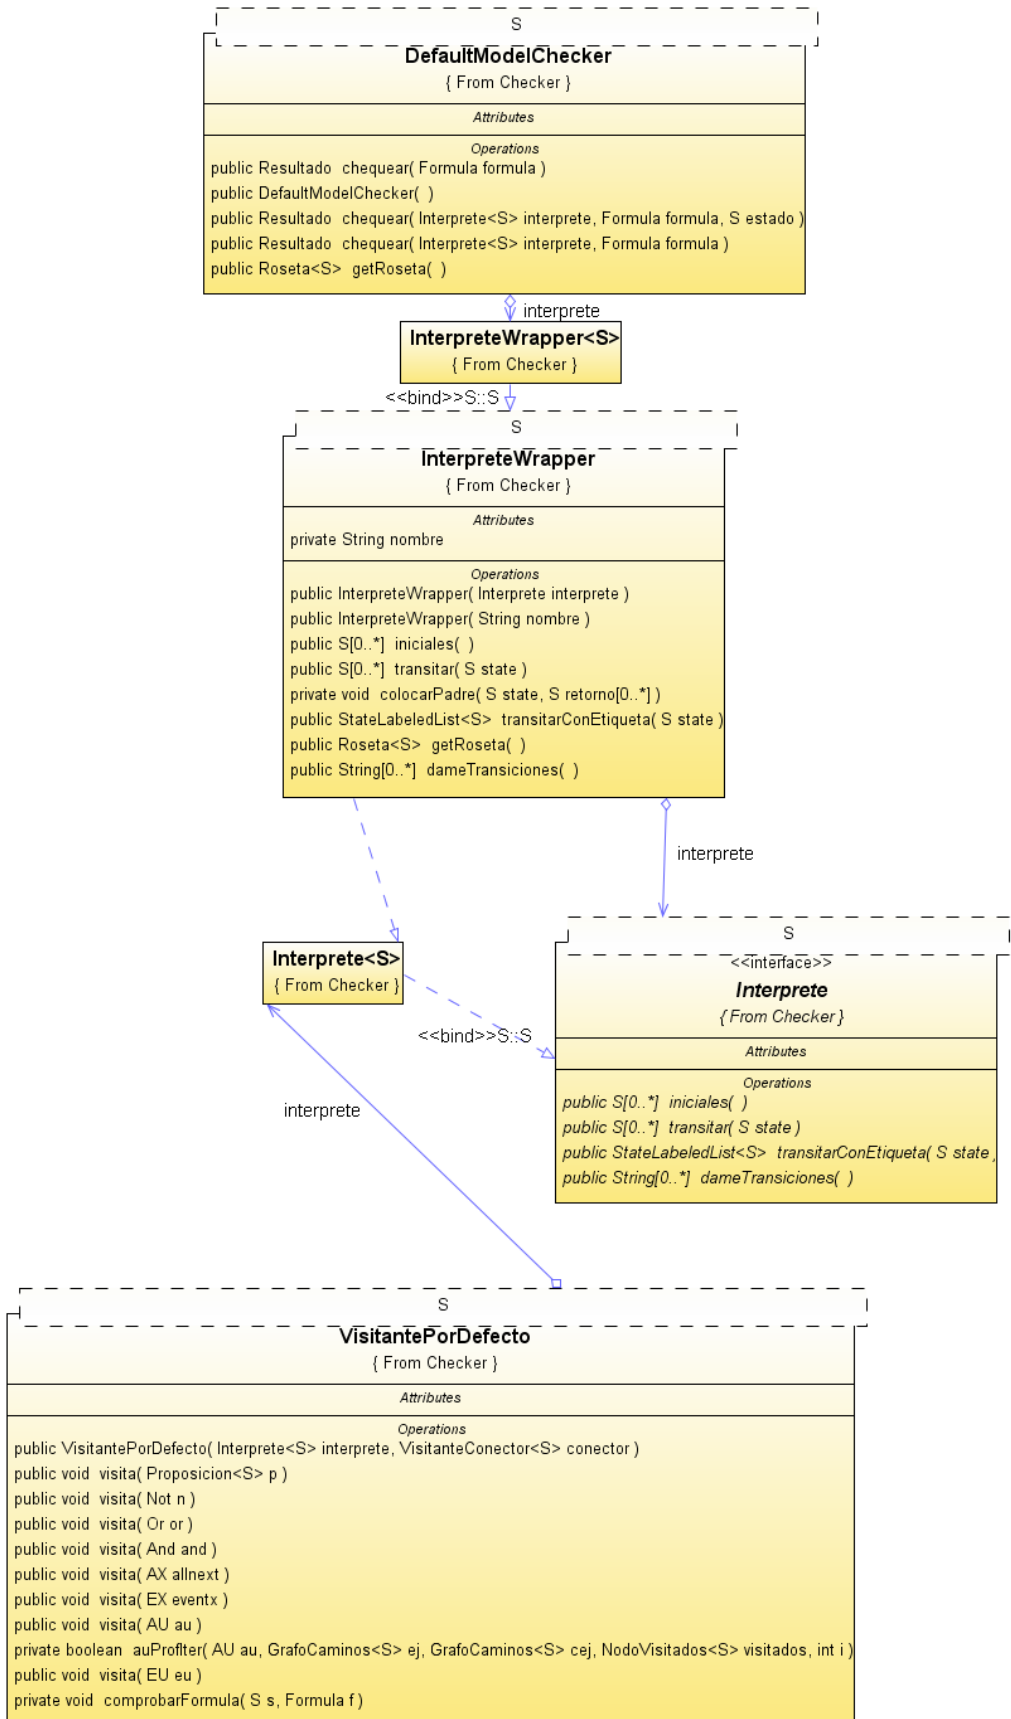 S
DefaultModelChecker
{ From Checker }
Attributes
Operations
public Resultado chequear( Formula formula )
public DefaultModelChecker( )
public Resultado chequear( Interprete<S> interprete, Formula formula, S estado )
public Resultado chequear( Interprete<S> interprete, Formula formula )
public Roseta<S> getRoseta( )
interprete
InterpreteWrapper<S>
{ From Checker }
<<bind>>S::S
S
InterpreteWrapper
{ From Checker }
Attributes
private String nombre
Operations
public InterpreteWrapper( Interprete interprete )
public InterpreteWrapper( String nombre )
public S[0..*] iniciales( )
public S[0..*] transitar( S state )
private void colocarPadre( S state, S retorno[0..*] )
public StateLabeledList<S> transitarConEtiqueta( S state )
public Roseta<S> getRoseta( )
public String[0..*] dameTransiciones( )
interprete
Interprete<S>
{ From Checker }
<<bind>>S::S
S
<<interface>>
Interprete
{ From Checker }
Attributes
Operations
public S[0..*] iniciales( )
public S[0..*] transitar( S state )
public StateLabeledList<S> transitarConEtiqueta( S state )
public String[0..*] dameTransiciones( )
interprete
S
VisitantePorDefecto
{ From Checker }
Attributes
Operations
public VisitantePorDefecto( Interprete<S> interprete, VisitanteConector<S> conector )
public void visita( Proposicion<S> p )
public void visita( Not n )
public void visita( Or or )
public void visita( And and )
public void visita( AX allnext )
public void visita( EX eventx )
public void visita( AU au )
private boolean auProfIter( AU au, GrafoCaminos<S> ej, GrafoCaminos<S> cej, NodoVisitados<S> visitados, int i )
public void visita( EU eu )
private void comprobarFormula( S s, Formula f )